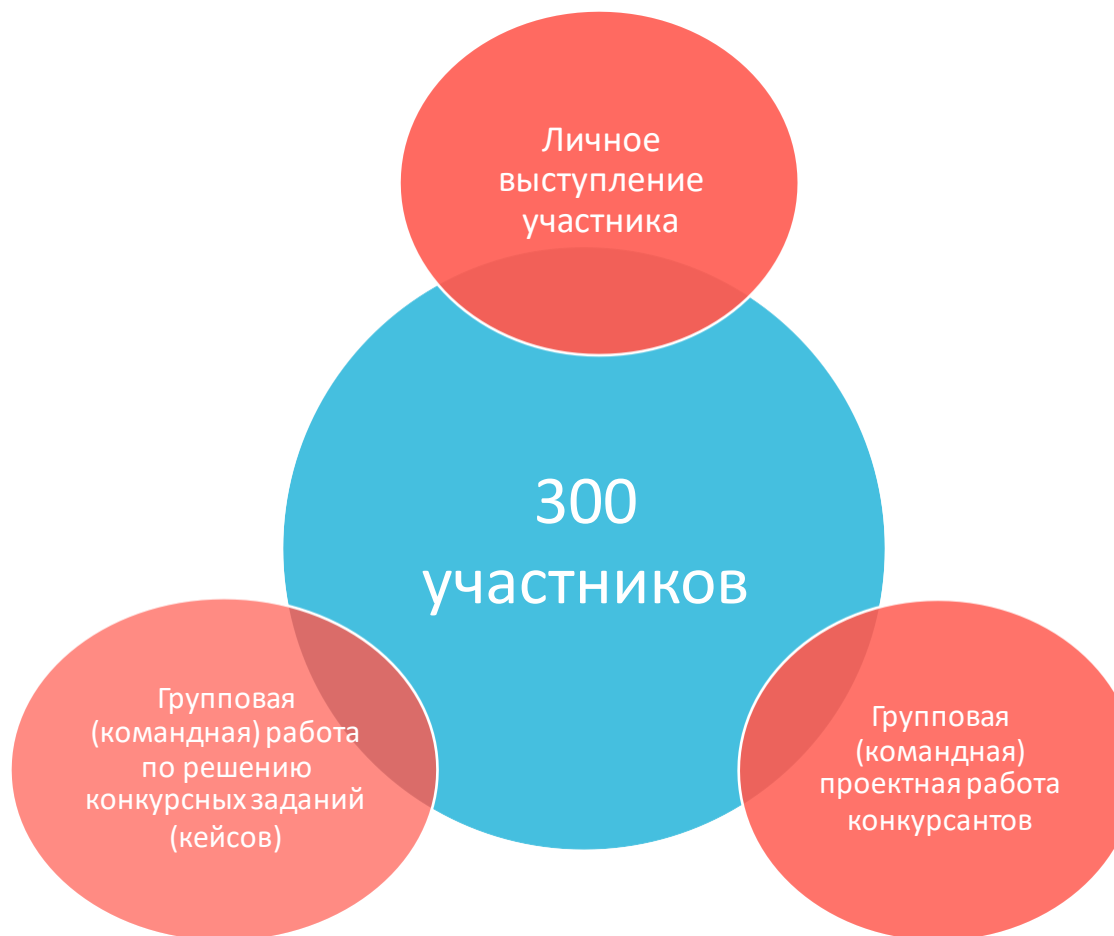 Личное
выступление
участника
300
участников
Групповая
(командная) работа
по решению
конкурсных заданий
(кейсов)
Групповая
(командная)
проектная работа
конкурсантов